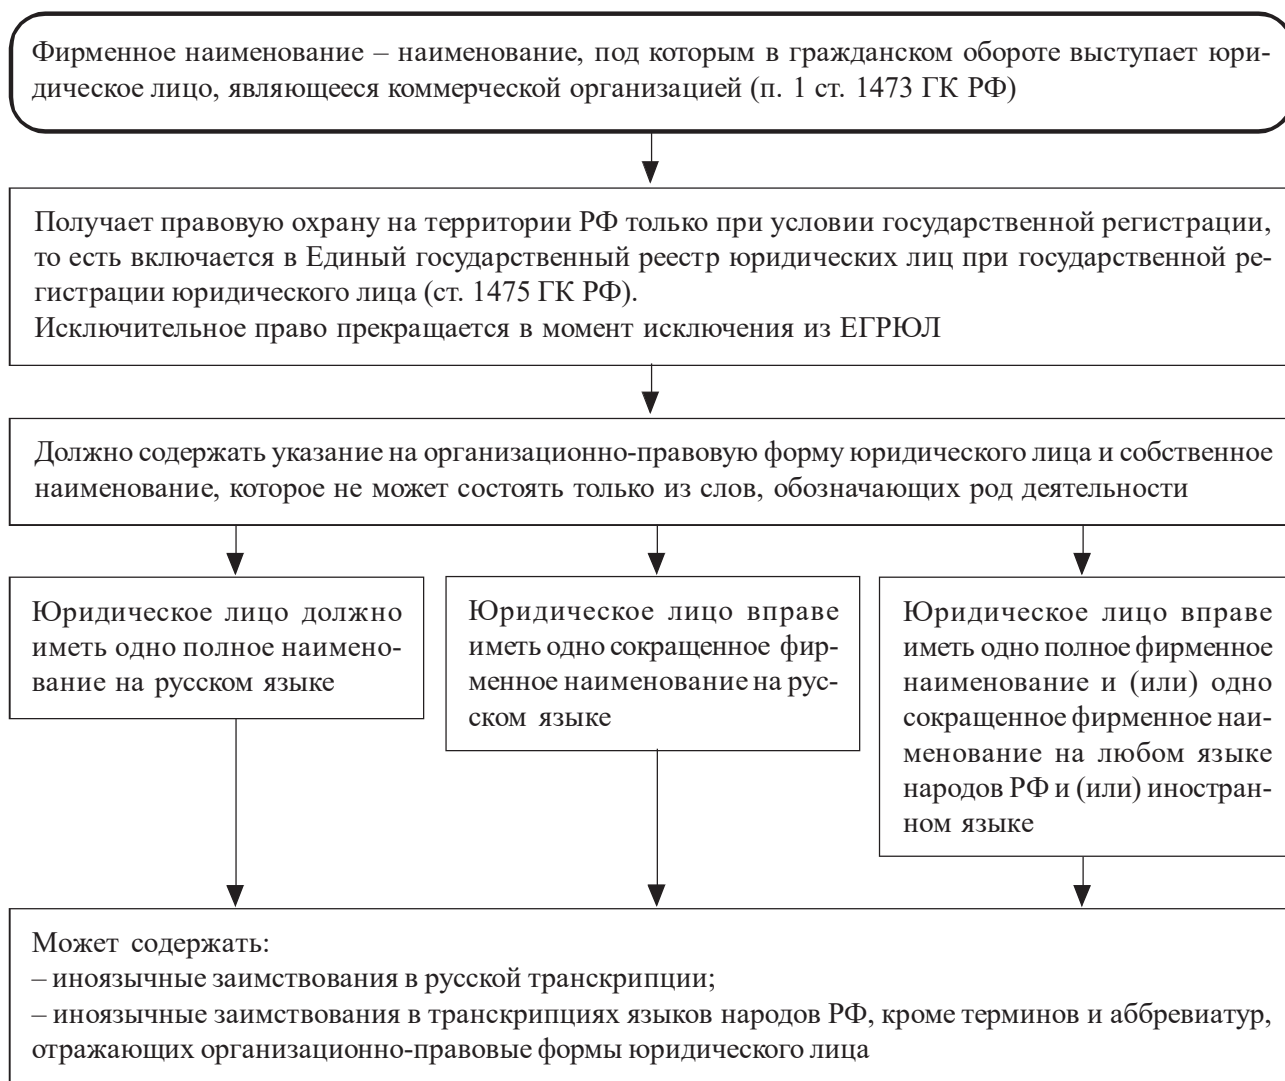 Фирменное наименование – наименование, под которым в гражданском обороте выступает юри-
дическое лицо, являющееся коммерческой организацией (п. 1 ст. 1473 ГК РФ)
Получает правовую охрану на территории РФ только при условии государственной регистрации,
то есть включается в Единый государственный реестр юридических лиц при государственной ре-
гистрации юридического лица (ст. 1475 ГК РФ).
Исключительное право прекращается в момент исключения из ЕГРЮЛ
Должно содержать указание на организационно-правовую форму юридического лица и собственное
наименование, которое не может состоять только из слов, обозначающих род деятельности
Юридическое лицо должно
иметь одно полное наимено-
вание на русском языке
Юридическое лицо вправе
иметь одно сокращенное фир-
менное наименование на рус-
ском языке
Юридическое лицо вправе
иметь одно полное фирменное
наименование и (или) одно
сокращенное фирменное наи-
менование на любом языке
народов РФ и (или) иностран-
ном языке
Может содержать:
– иноязычные заимствования в русской транскрипции;
– иноязычные заимствования в транскрипциях языков народов РФ, кроме терминов и аббревиатур,
отражающих организационно-правовые формы юридического лица